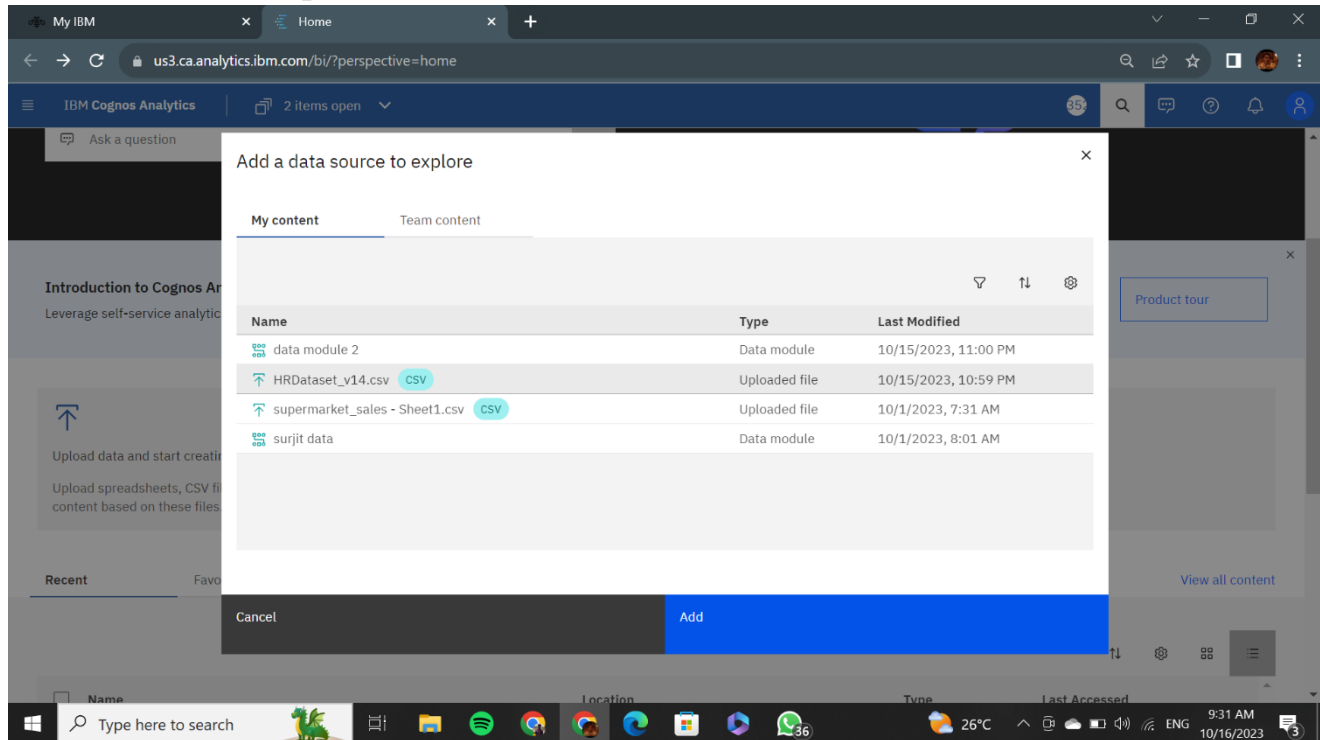 My IBM
Home
us3.ca.analytics.ibm.com/bi/?perspective=home
IBM Cognos Analytics
2 items open
Ask a question
Add a data source to explore
My content Team content
Introduction to Cognos An
Leverage self-service analytic
Product tour
Name Type Last Modified
data module 2 Data module 10/15/2023, 11:00 PM
HRDataset_v14.csv CSV Uploaded file 10/15/2023, 10:59 PM
supermarket_sales - Sheet1.csv CSV Uploaded file 10/1/2023, 7:31 AM
surjit data Data module 10/1/2023, 8:01 AM
Upload data and start creatin
Upload spreadsheets, CSV fil
content based on these files.
Recent Favo View all content
Cancel Add
Name Location Type Last Accessed
Type here to search
36
26°C
ENG
9:31 AM
10/16/2023
3